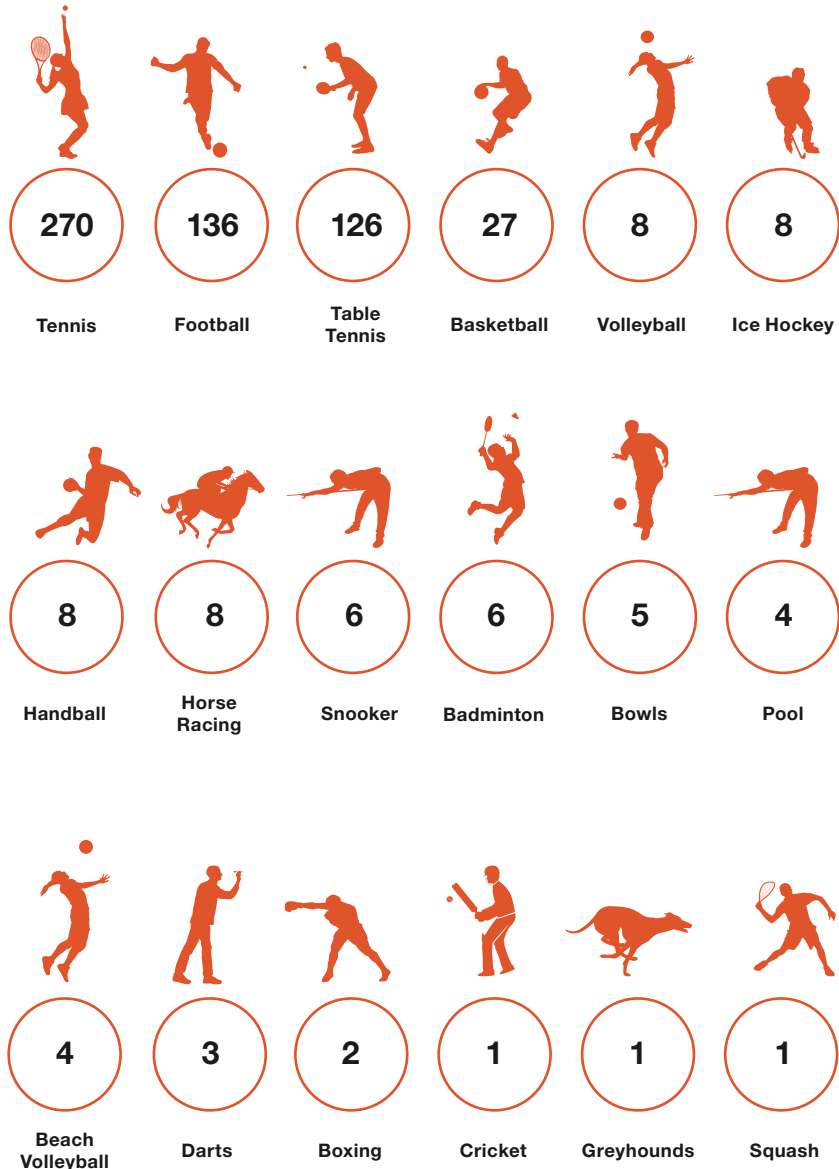 270
136
126
27
8
8
Tennis
Football
Table
Tennis
Basketball
Volleyball
Ice Hockey
8
8
6
6
5
4
Handball
Horse
Racing
Snooker
Badminton
Bowls
Pool
4
3
2
1
1
1
Beach
Volleyball
Darts
Boxing
Cricket
Greyhounds
Squash